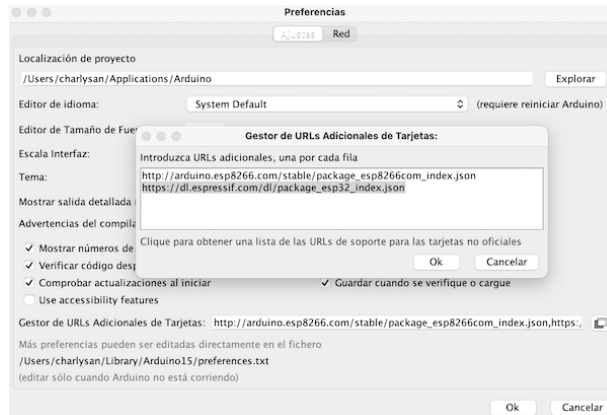 Preferencias
Ajustes Red
Localización de proyecto
/Users/charlysan/Applications/Arduino Explorar
Editor de idioma: System Default (requiere reiniciar Arduino)
Editor de Tamaño de Fue
Escala Interfaz:
Tema:
Mostrar salida detallada
Advertencias del compila
Gestor de URLs Adicionales de Tarjetas:
Introduzca URLs adicionales, una por cada fila
http://arduino.esp8266.com/stable/package_esp8266com_index.json
https://dl.espressif.com/dl/package_esp32_index.json
Clique para obtener una lista de las URLs de soporte para las tarjetas no oficiales
Ok Cancelar
Mostrar números de
Verificar código desp
Comprobar actualizaciones al iniciar Guardar cuando se verifique o cargue
Use accessibility features
Gestor de URLs Adicionales de Tarjetas: http://arduino.esp8266.com/stable/package_esp8266com_index.json,https:,
Más preferencias pueden ser editadas directamente en el fichero
/Users/charlysan/Library/Arduino15/preferences.txt
(editar sólo cuando Arduino no está corriendo)
Ok Cancelar